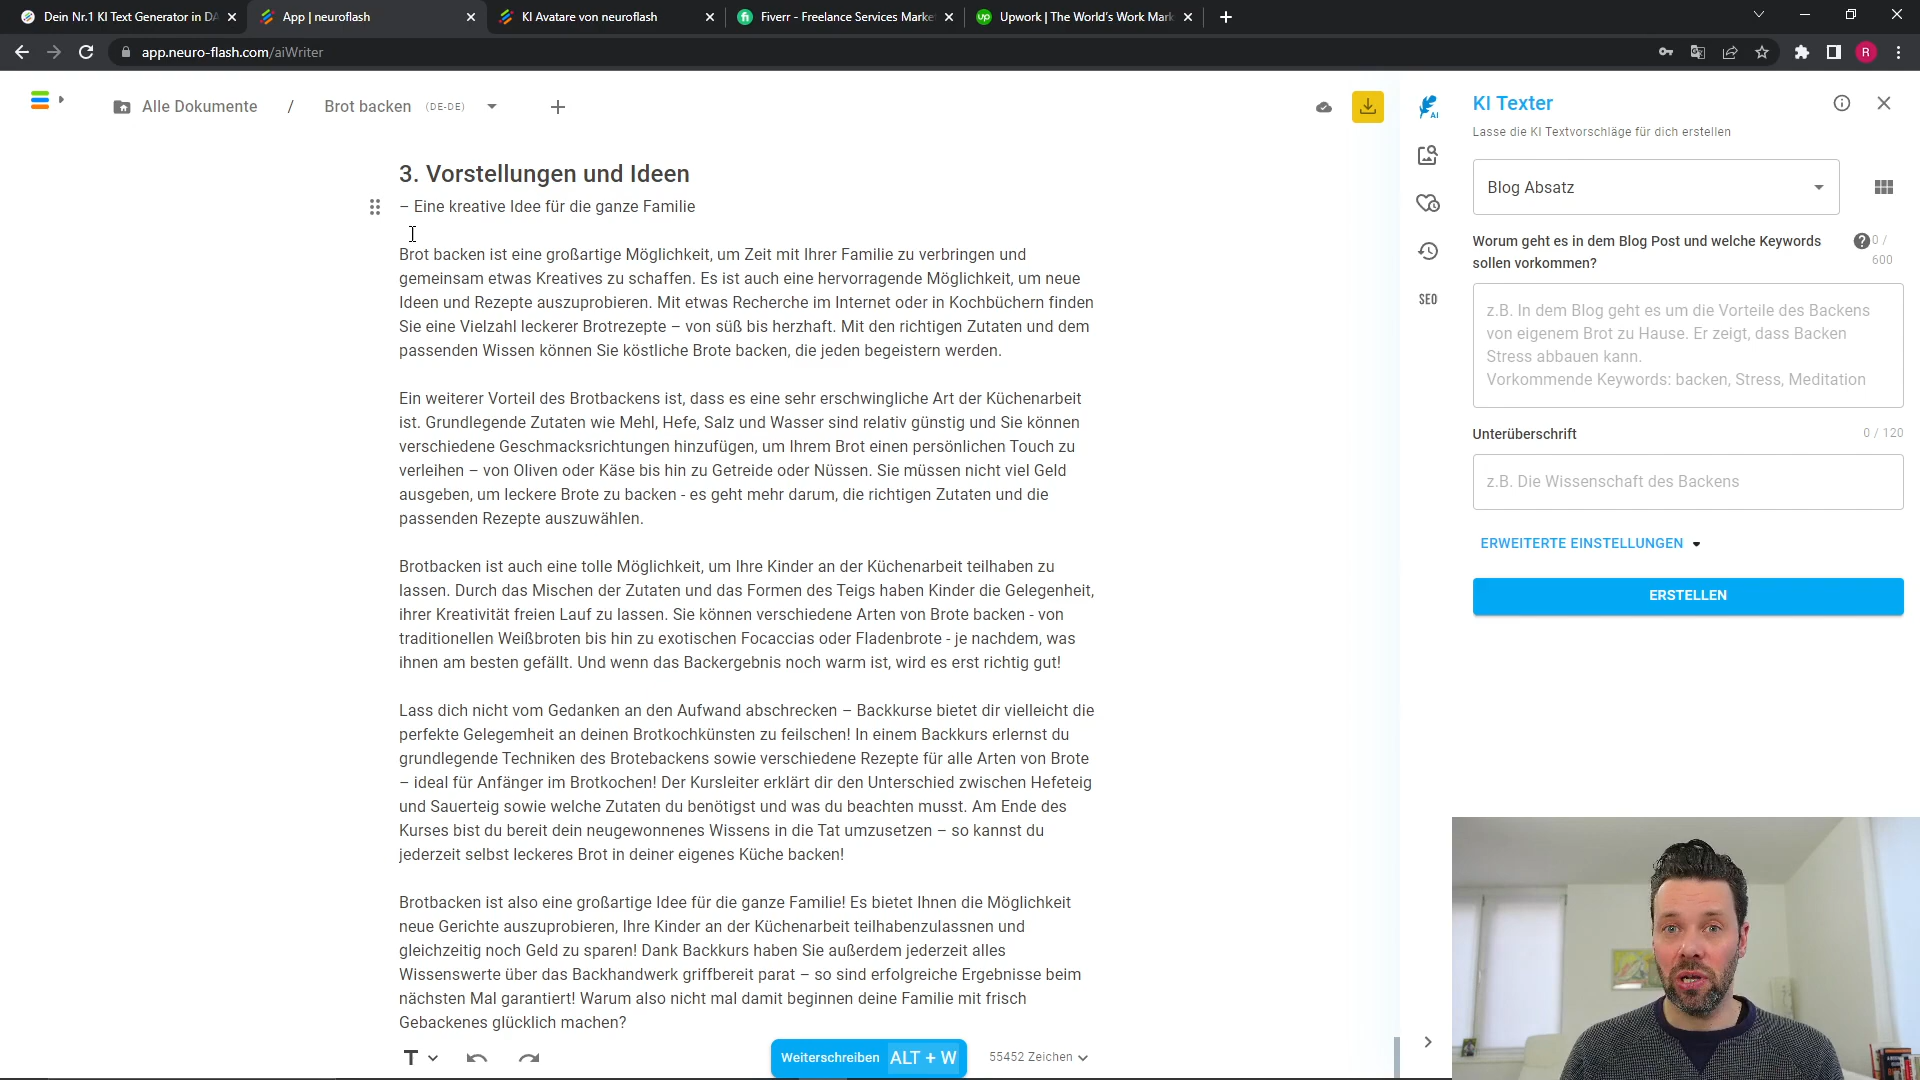 Dein Nr.1 KI Text Generator in DA
App | neuroflash
KI Avatare von neuroflash
Fiverr - Freelance Services Marke
Upwork | The World's Work Mark
app.neuro-flash.com/aiWriter
R
Alle Dokumente / Brot backen (DE-DE)
3. Vorstellungen und Ideen
– Eine kreative Idee für die ganze Familie
Brot backen ist eine großartige Möglichkeit, um Zeit mit Ihrer Familie zu verbringen und
gemeinsam etwas Kreatives zu schaffen. Es ist auch eine hervorragende Möglichkeit, um neue
Ideen und Rezepte auszuprobieren. Mit etwas Recherche im Internet oder in Kochbüchern finden
Sie eine Vielzahl leckerer Brotrezepte – von süß bis herzhaft. Mit den richtigen Zutaten und dem
passenden Wissen können Sie köstliche Brote backen, die jeden begeistern werden.
Ein weiterer Vorteil des Brotbackens ist, dass es eine sehr erschwingliche Art der Küchenarbeit
ist. Grundlegende Zutaten wie Mehl, Hefe, Salz und Wasser sind relativ günstig und Sie können
verschiedene Geschmacksrichtungen hinzufügen, um Ihrem Brot einen persönlichen Touch zu
verleihen – von Oliven oder Käse bis hin zu Getreide oder Nüssen. Sie müssen nicht viel Geld
ausgeben, um leckere Brote zu backen - es geht mehr darum, die richtigen Zutaten und die
passenden Rezepte auszuwählen.
Brotbacken ist auch eine tolle Möglichkeit, um Ihre Kinder an der Küchenarbeit teilhaben zu
lassen. Durch das Mischen der Zutaten und das Formen des Teigs haben Kinder die Gelegenheit,
ihrer Kreativität freien Lauf zu lassen. Sie können verschiedene Arten von Brote backen - von
traditionellen Weißbroten bis hin zu exotischen Focaccias oder Fladenbrote - je nachdem, was
ihnen am besten gefällt. Und wenn das Backergebnis noch warm ist, wird es erst richtig gut!
Lass dich nicht vom Gedanken an den Aufwand abschrecken – Backkurse bietet dir vielleicht die
perfekte Gelegemheit an deinen Brotkochkünsten zu feilschen! In einem Backkurs erlernst du
grundlegende Techniken des Brotebackens sowie verschiedene Rezepte für alle Arten von Brote
– ideal für Anfänger im Brotkochen! Der Kursleiter erklärt dir den Unterschied zwischen Hefeteig
und Sauerteig sowie welche Zutaten du benötigst und was du beachten musst. Am Ende des
Kurses bist du bereit dein neugewonnenes Wissens in die Tat umzusetzen – so kannst du
jederzeit selbst leckeres Brot in deiner eigenes Küche backen!
Brotbacken ist also eine großartige Idee für die ganze Familie! Es bietet Ihnen die Möglichkeit
neue Gerichte auszuprobieren, Ihre Kinder an der Küchenarbeit teilhabenzulassnen und
gleichzeitig noch Geld zu sparen! Dank Backkurs haben Sie außerdem jederzeit alles
Wissenswerte über das Backhandwerk griffbereit parat – so sind erfolgreiche Ergebnisse beim
nächsten Mal garantiert! Warum also nicht mal damit beginnen deine Familie mit frisch
Gebackenes glücklich machen?
T
Weiterschreiben ALT + W
55452 Zeichen
AI
SEO
KI Texter
Lasse die KI Textvorschläge für dich erstellen
Blog Absatz
Worum geht es in dem Blog Post und welche Keywords
sollen vorkommen?
0 /
600
z.B. In dem Blog geht es um die Vorteile des Backens
von eigenem Brot zu Hause. Er zeigt, dass Backen
Stress abbauen kann.
Vorkommende Keywords: backen, Stress, Meditation
Unterüberschrift
0 / 120
z.B. Die Wissenschaft des Backens
ERWEITERTE EINSTELLUNGEN
ERSTELLEN